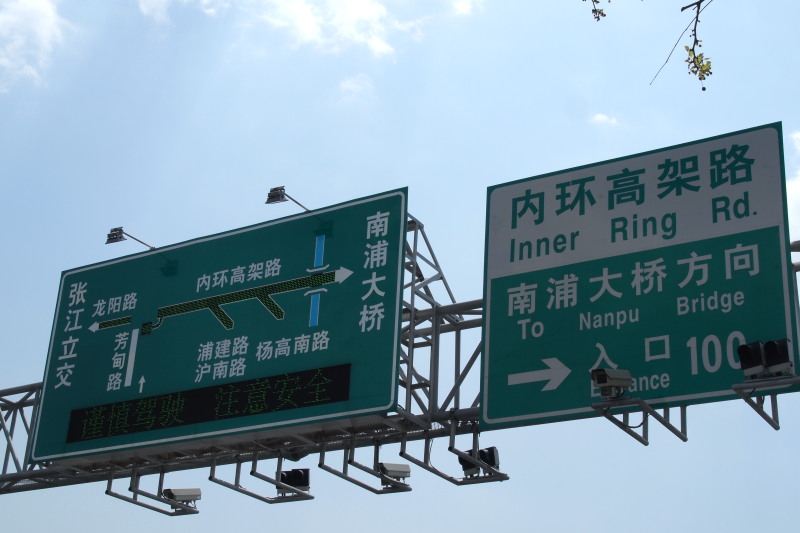 张江立交
龙阳路
芳甸路
内环高架路
浦建路
沪南路
杨高南路
南浦大桥
谨慎驾驶 注意安全
内环高架路
Inner Ring Rd.
南浦大桥方向
To Nanpu Bridge
入口 100